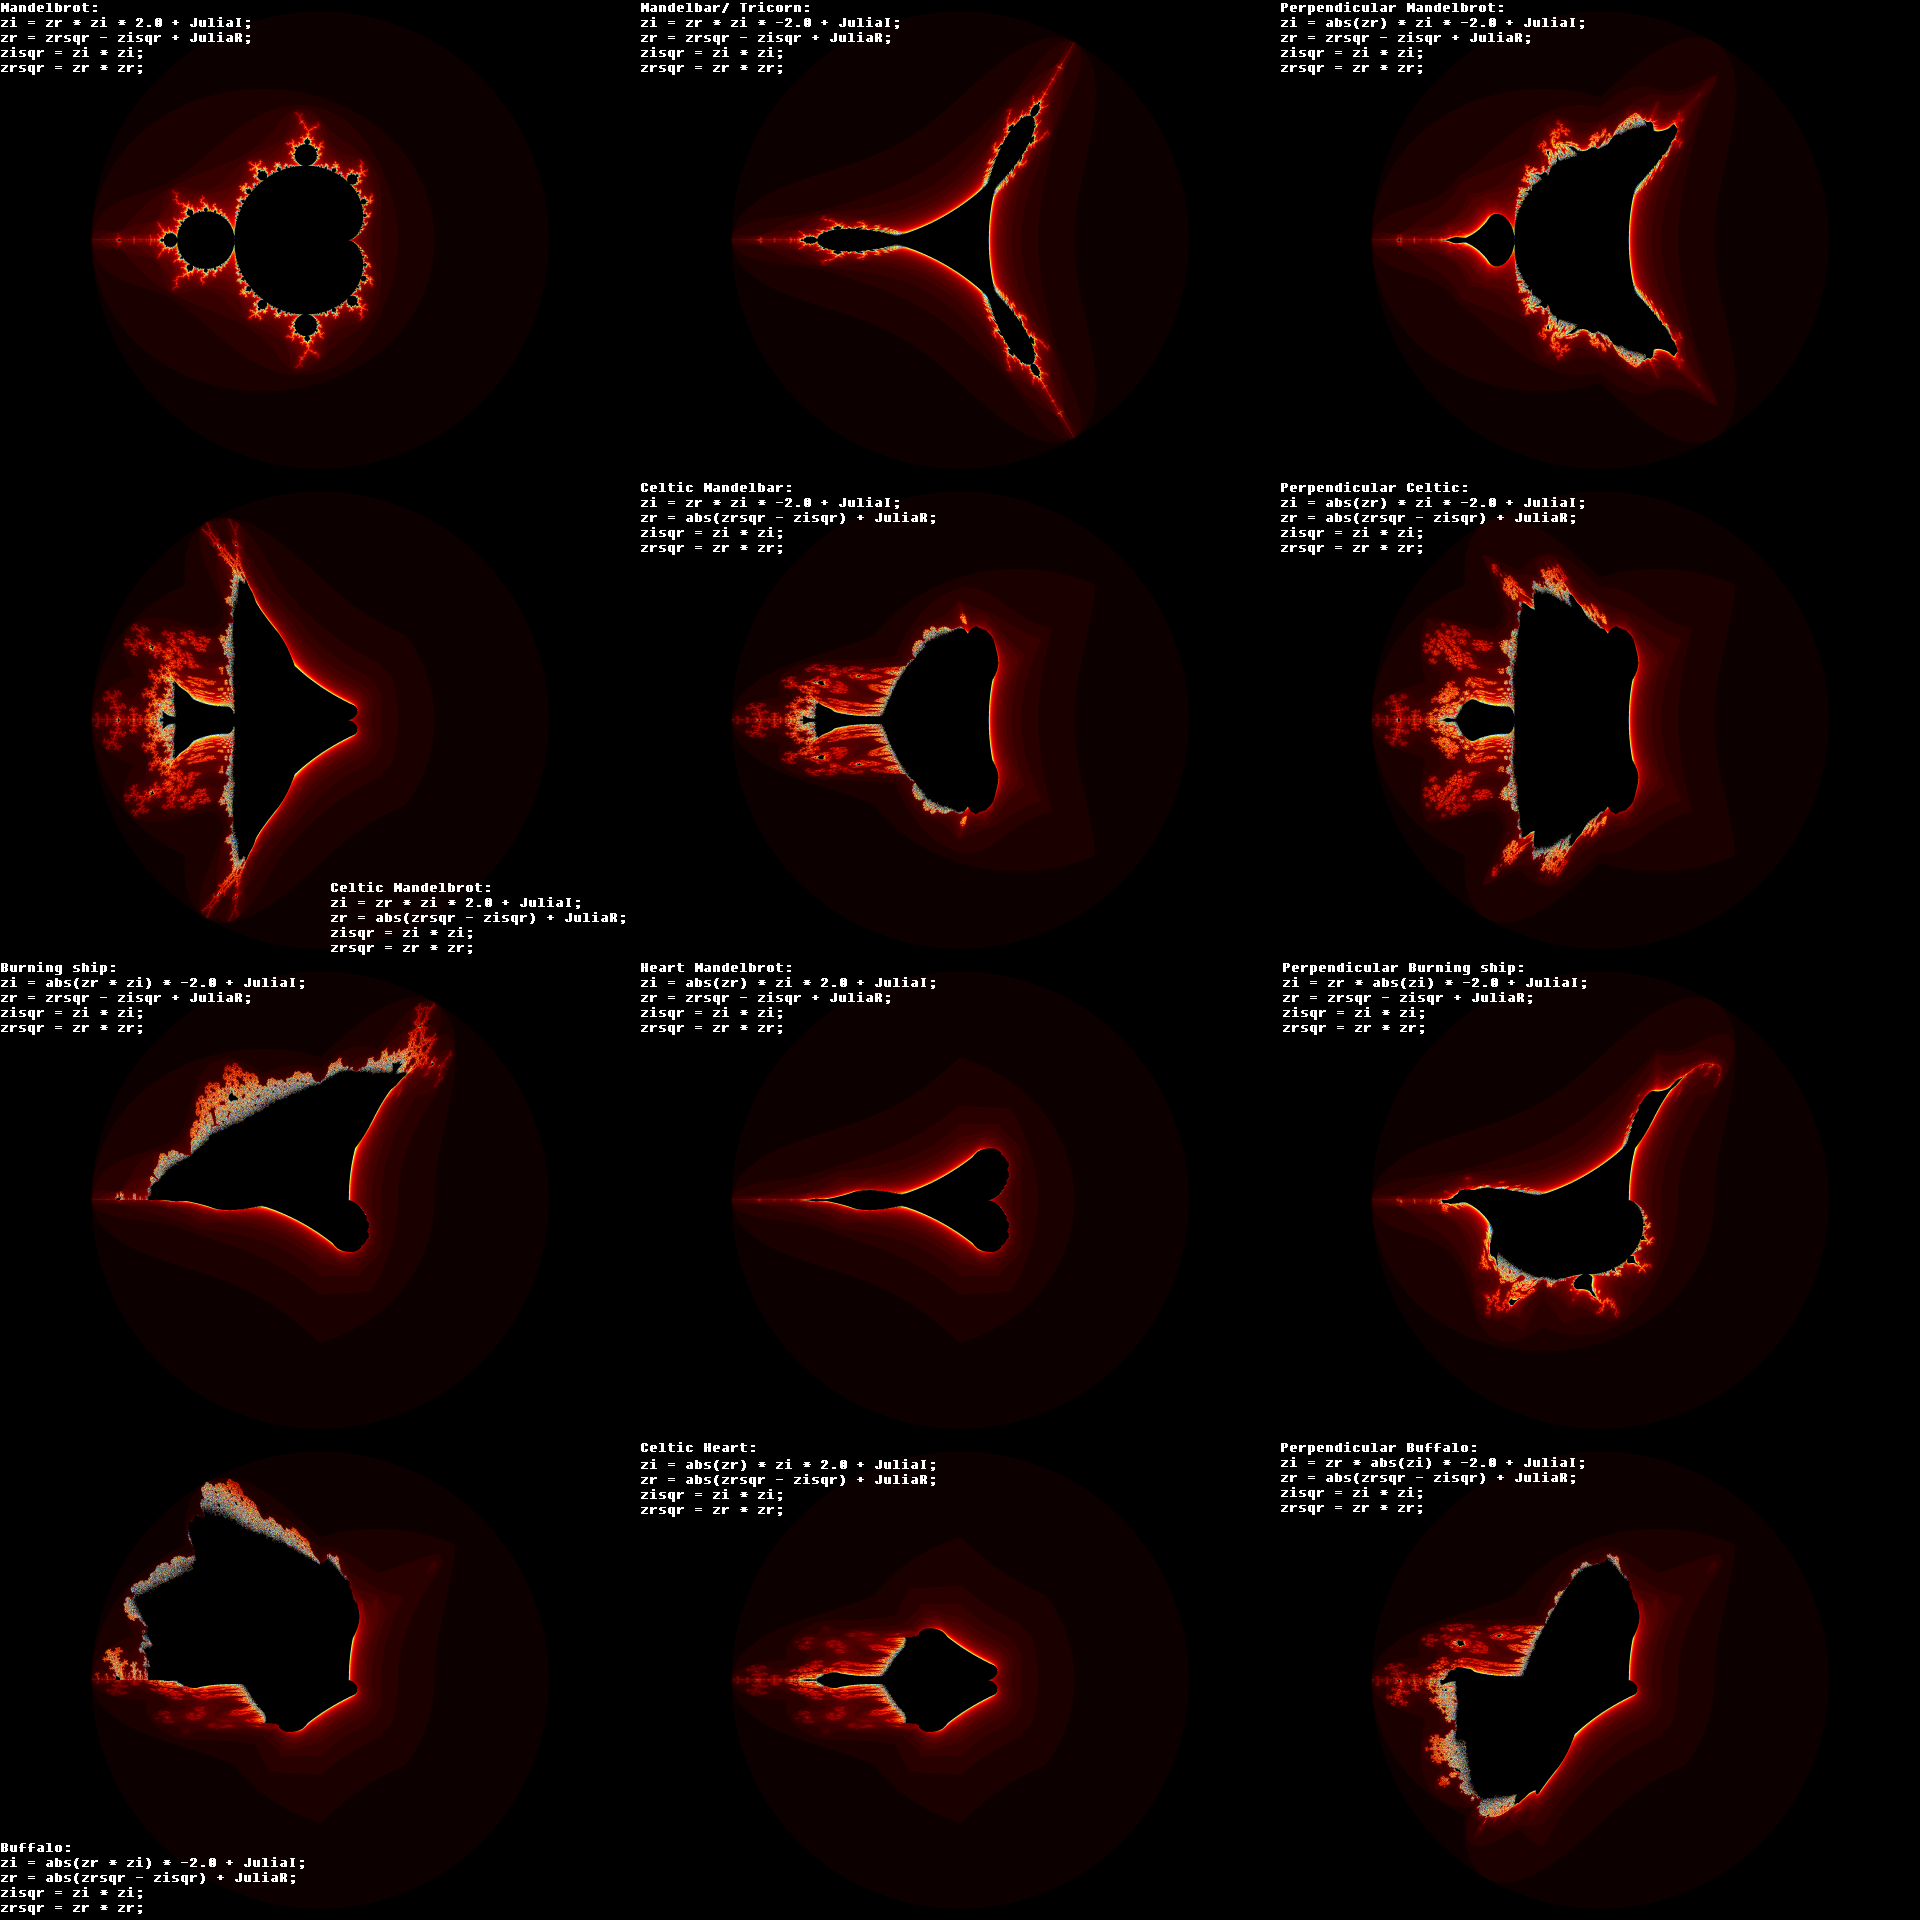 Mandelbrot:
zi = zr * zi * 2.0 + JuliaI;
zr = zrsqr - zisqr + JuliaR;
zisqr = zi * zi;
zrsqr = zr * zr;
Mandelbar/ Tricorn:
zi = zr * zi * -2.0 + JuliaI;
zr = zrsqr - zisqr + JuliaR;
zisqr = zi * zi;
zrsqr = zr * zr;
Perpendicular Mandelbrot:
zi = abs(zr) * zi * -2.0 + JuliaI;
zr = zrsqr - zisqr + JuliaR;
zisqr = zi * zi;
zrsqr = zr * zr;
Celtic Mandelbrot:
zi = zr * zi * 2.0 + JuliaI;
zr = abs(zrsqr - zisqr) + JuliaR;
zisqr = zi * zi;
zrsqr = zr * zr;
Celtic Mandelbar:
zi = zr * zi * -2.0 + JuliaI;
zr = abs(zrsqr - zisqr) + JuliaR;
zisqr = zi * zi;
zrsqr = zr * zr;
Perpendicular Celtic:
zi = abs(zr) * zi * -2.0 + JuliaI;
zr = abs(zrsqr - zisqr) + JuliaR;
zisqr = zi * zi;
zrsqr = zr * zr;
Burning ship:
zi = abs(zr * zi) * -2.0 + JuliaI;
zr = zrsqr - zisqr + JuliaR;
zisqr = zi * zi;
zrsqr = zr * zr;
Heart Mandelbrot:
zi = abs(zr) * zi * 2.0 + JuliaI;
zr = zrsqr - zisqr + JuliaR;
zisqr = zi * zi;
zrsqr = zr * zr;
Perpendicular Burning ship:
zi = zr * abs(zi) * -2.0 + JuliaI;
zr = zrsqr - zisqr + JuliaR;
zisqr = zi * zi;
zrsqr = zr * zr;
Buffalo:
zi = abs(zr * zi) * -2.0 + JuliaI;
zr = abs(zrsqr - zisqr) + JuliaR;
zisqr = zi * zi;
zrsqr = zr * zr;
Celtic Heart:
zi = abs(zr) * zi * 2.0 + JuliaI;
zr = abs(zrsqr - zisqr) + JuliaR;
zisqr = zi * zi;
zrsqr = zr * zr;
Perpendicular Buffalo:
zi = zr * abs(zi) * -2.0 + JuliaI;
zr = abs(zrsqr - zisqr) + JuliaR;
zisqr = zi * zi;
zrsqr = zr * zr;